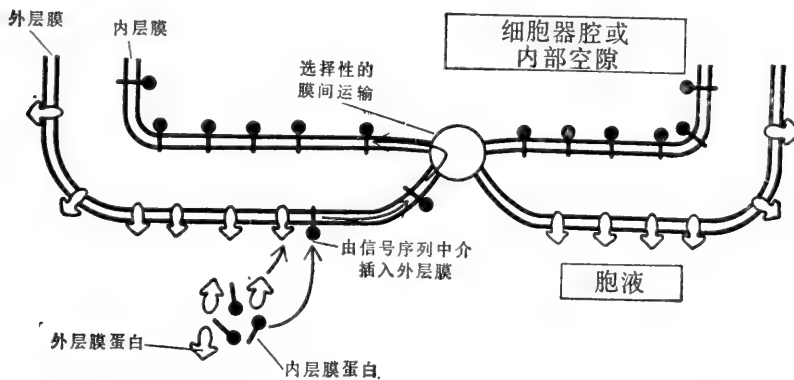 外层膜
内层膜
细胞器腔或
内部空隙
选择性的
膜间运输
由信号序列中介
插入外层膜
胞液
外层膜蛋白
内层膜蛋白